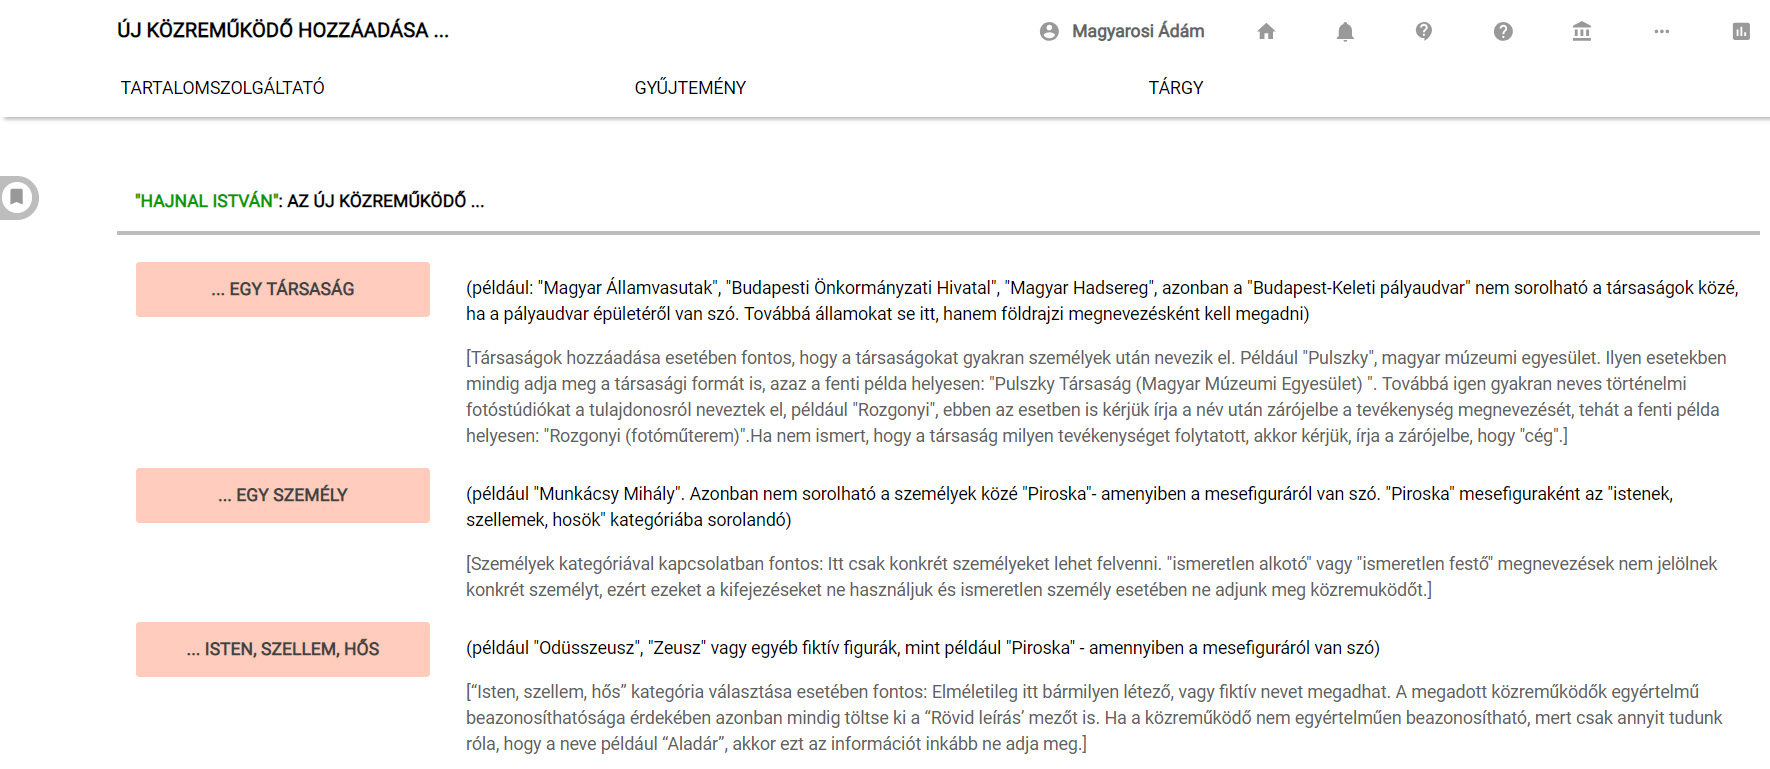 ÚJ KÖZREMŰKÖDŐ HOZZÁADÁSA ...
Magyarosi Ádám
TARTALOMSZOLGÁLTATÓ GYŰJTEMÉNY TÁRGY
"HAJNAL ISTVÁN": AZ ÚJ KÖZREMŰKÖDŐ ...
... EGY TÁRSASÁG
(például: "Magyar Államvasutak", "Budapesti Önkormányzati Hivatal", "Magyar Hadsereg", azonban a "Budapest-Keleti pályaudvar" nem sorolható a társaságok közé,
ha a pályaudvar épületéről van szó. Továbbá államokat se itt, hanem földrajzi megnevezésként kell megadni)
[Társaságok hozzáadása esetében fontos, hogy a társaságokat gyakran személyek után nevezik el. Például "Pulszky", magyar múzeumi egyesület. Ilyen esetekben
mindig adja meg a társasági formát is, azaz a fenti példa helyesen: "Pulszky Társaság (Magyar Múzeumi Egyesület) ". Továbbá igen gyakran neves történelmi
fotóstúdiókat a tulajdonosról neveztek el, például "Rozgonyi", ebben az esetben is kérjük írja a név után zárójelbe a tevékenység megnevezését, tehát a fenti példa
helyesen: "Rozgonyi (fotóműterem)".Ha nem ismert, hogy a társaság milyen tevékenységet folytatott, akkor kérjük, írja a zárójelbe, hogy "cég".]
... EGY SZEMÉLY
(például "Munkácsy Mihály". Azonban nem sorolható a személyek közé "Piroska"- amenyiben a mesefiguráról van szó. "Piroska" mesefiguraként az "istenek,
szellemek, hosök" kategóriába sorolandó)
[Személyek kategóriával kapcsolatban fontos: Itt csak konkrét személyeket lehet felvenni. "ismeretlen alkotó" vagy "ismeretlen festő" megnevezések nem jelölnek
konkrét személyt, ezért ezeket a kifejezéseket ne használjuk és ismeretlen személy esetében ne adjunk meg közremuködőt.]
... ISTEN, SZELLEM, HŐS
(például "Odüsszeusz", "Zeusz" vagy egyéb fiktív figurák, mint például "Piroska" - amennyiben a mesefiguráról van szó)
[“Isten, szellem, hős” kategória választása esetében fontos: Elméletileg itt bármilyen létező, vagy fiktív nevet megadhat. A megadott közreműködők egyértelmű
beazonosíthatósága érdekében azonban mindig töltse ki a “Rövid leírás’ mezőt is. Ha a közreműködő nem egyértelműen beazonosítható, mert csak annyit tudunk
róla, hogy a neve például “Aladár”, akkor ezt az információt inkább ne adja meg.]